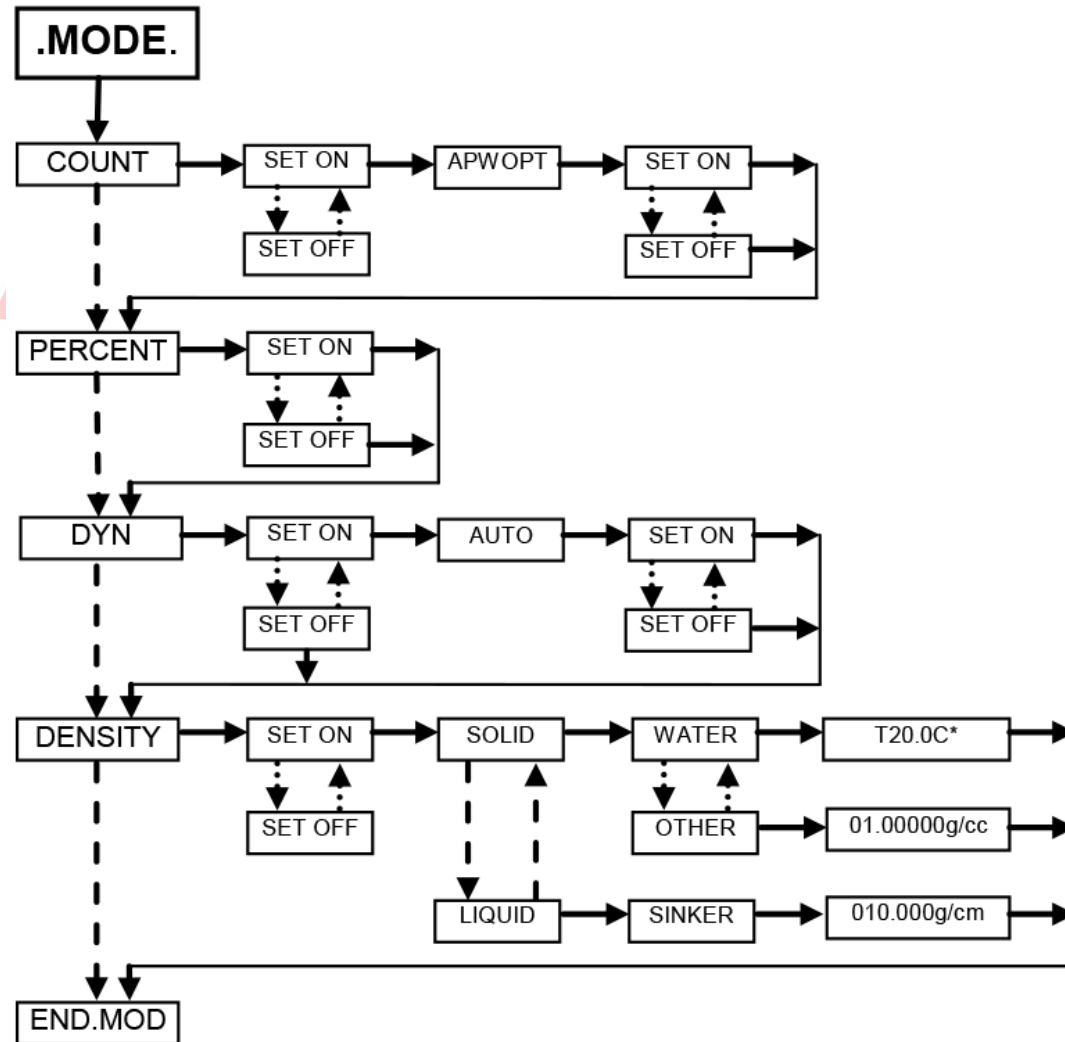 .MODE.
COUNT
SET ON
APWOPT
SET ON
SET OFF
SET OFF
PERCENT
SET ON
SET OFF
DYN
SET ON
AUTO
SET ON
SET OFF
SET OFF
DENSITY
SET ON
SOLID
WATER
T20.0C*
SET OFF
OTHER
01.00000g/cc
LIQUID
SINKER
010.000g/cm
END.MOD